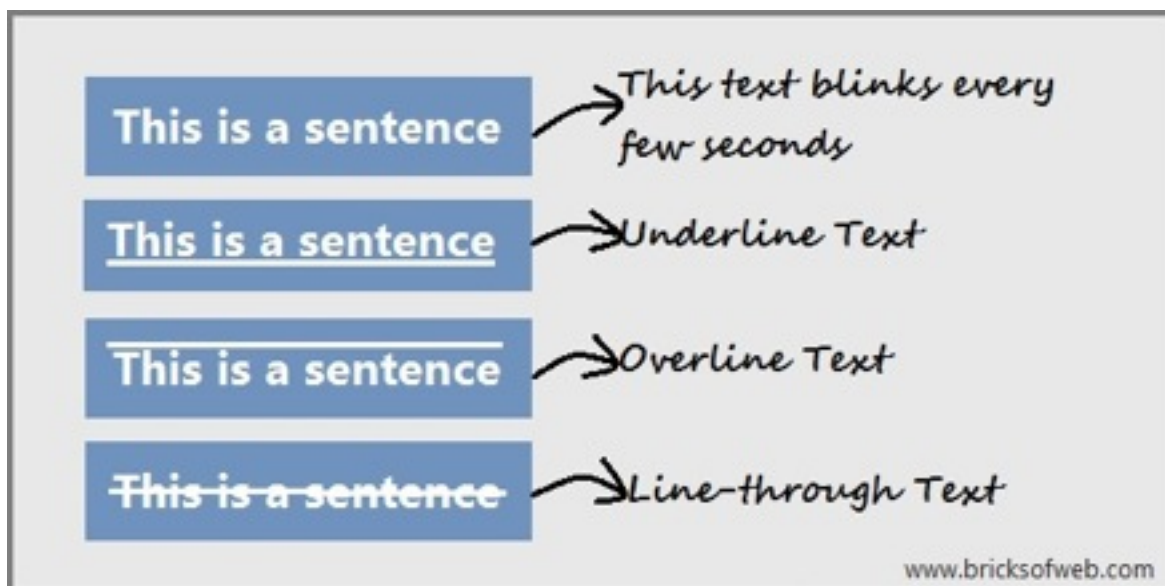 This is a sentence
This text blinks every
few seconds
This is a sentence
Underline Text
This is a sentence
Overline Text
This is a sentence
Line-through Text
www.bricksofweb.com